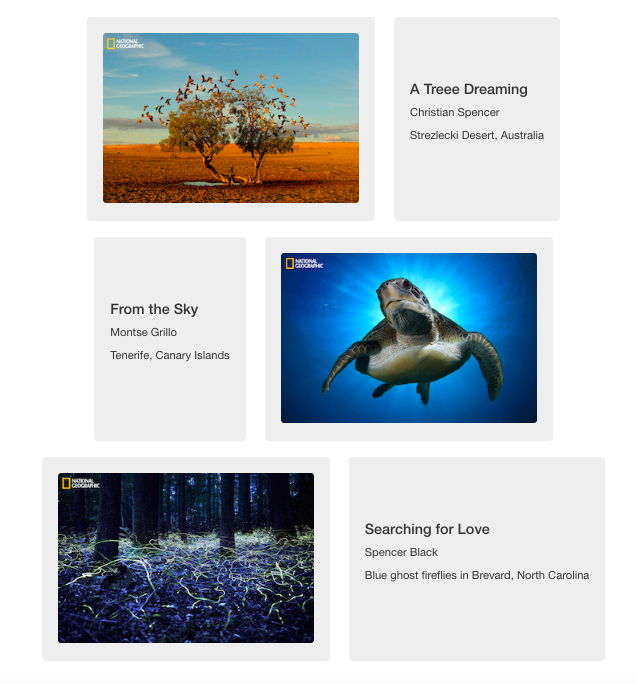 NATIONAL
GEOGRAPHIC
A Treee Dreaming
Christian Spencer
Strezlecki Desert, Australia
From the Sky
Montse Grillo
Tenerife, Canary Islands
NATIONAL
GEOGRAPHIC
NATIONAL
GEOGRAPHIC
Searching for Love
Spencer Black
Blue ghost fireflies in Brevard, North Carolina